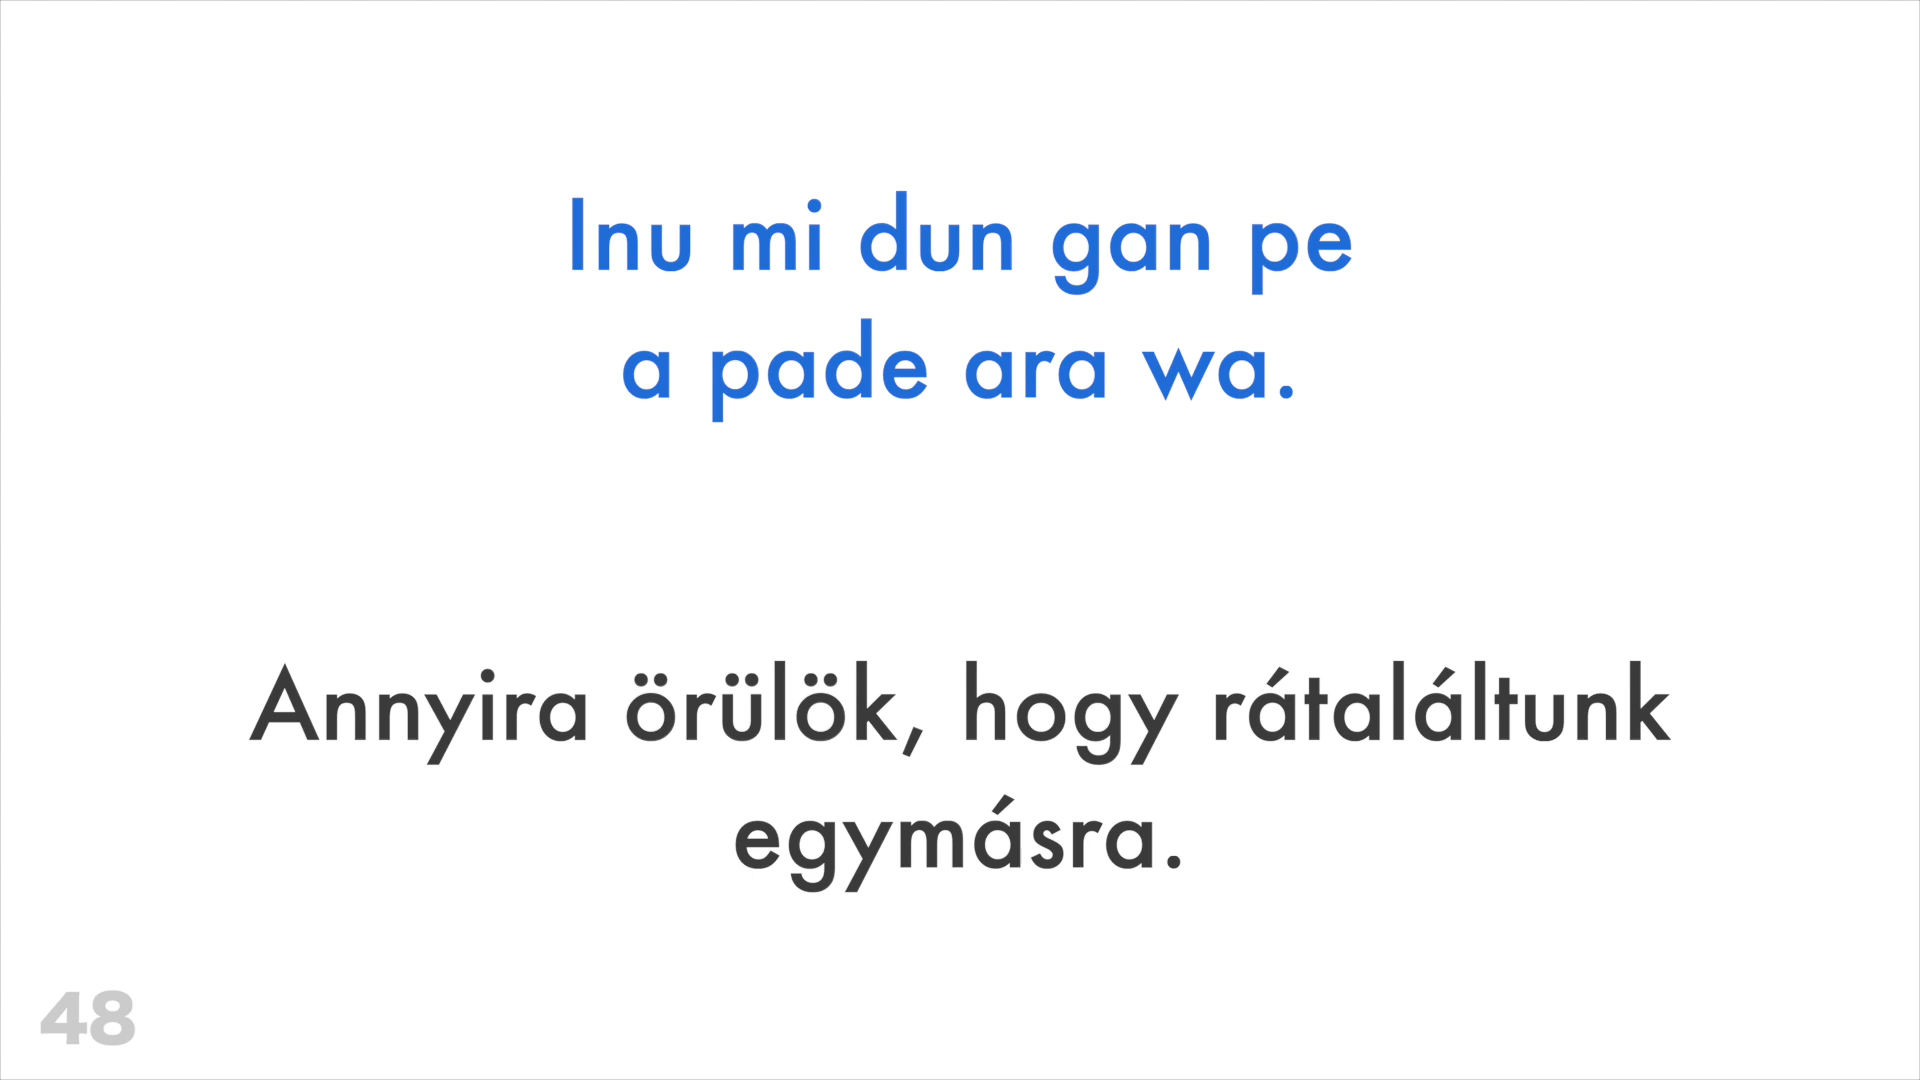 Inu mi dun gan pe
a pade ara wa.
Annyira örülök, hogy rátaláltunk
egymásra.
48